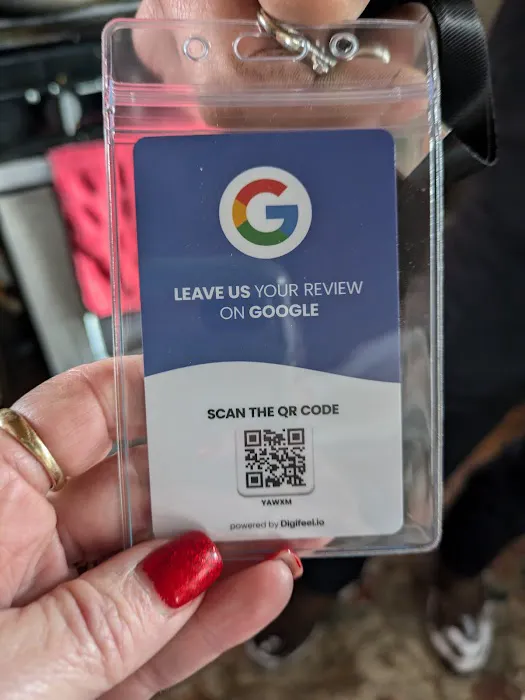 G
LEAVE US YOUR REVIEW
ON GOOGLE
SCAN THE QR CODE
YAWXM
powered by Digifeel.io